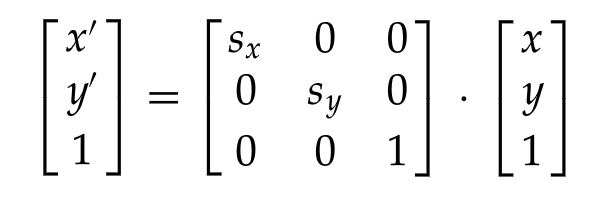 [x′] = [s_x 0 0] · [x]
[y′] = [0 s_y 0] · [y]
[1] = [0 0 1] · [1]